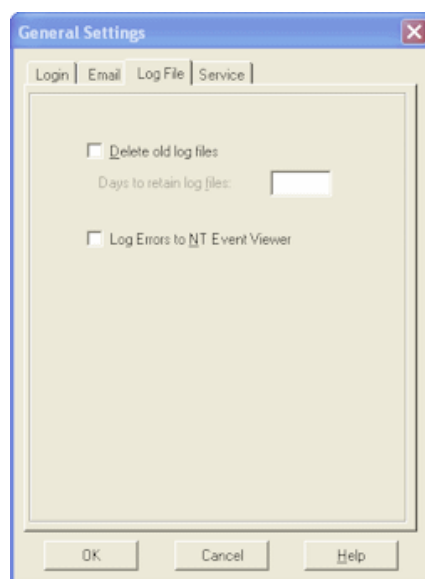 General Settings
Login Email Log File Service
Delete old log files
Days to retain log files:
Log Errors to NT Event Viewer
OK Cancel Help